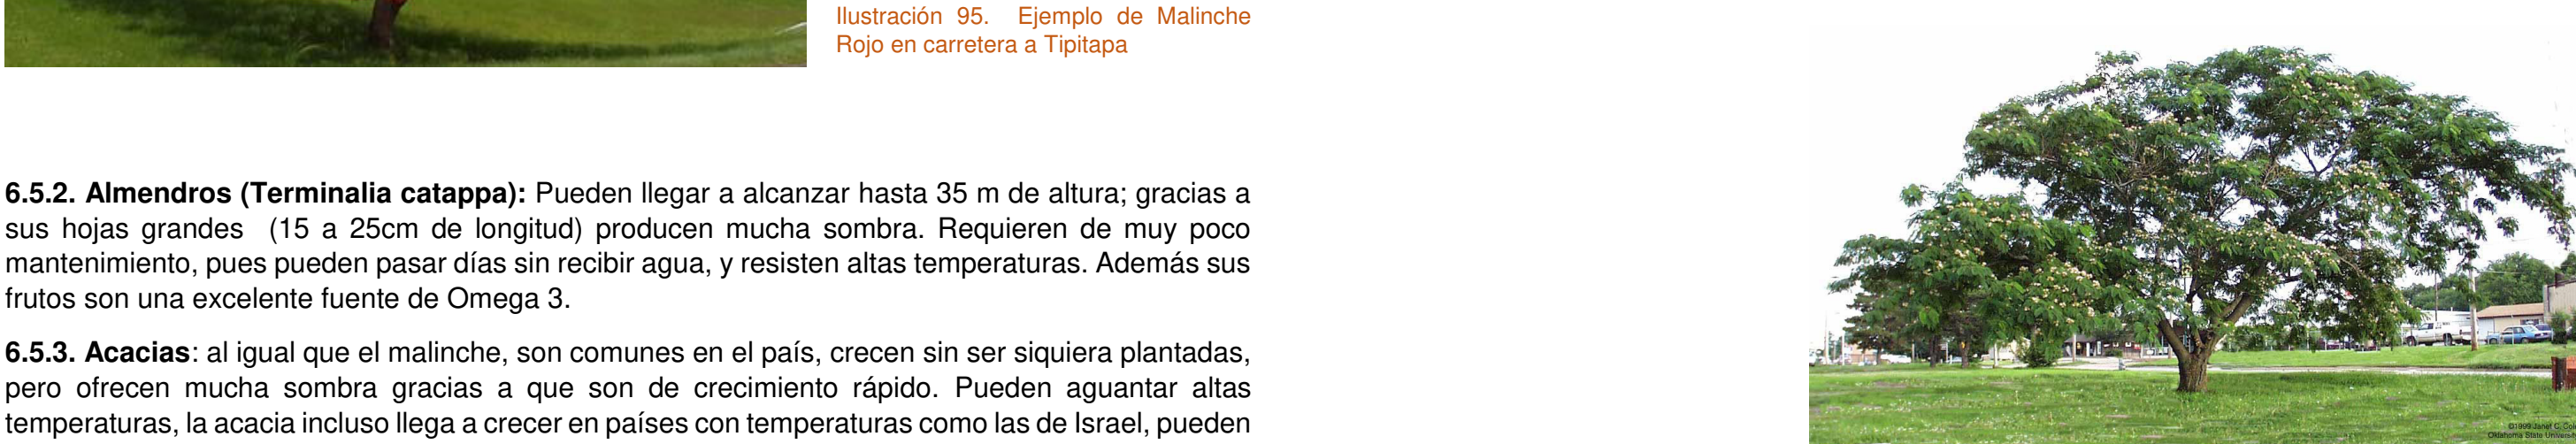 Ilustración 95. Ejemplo de Malinche
Rojo en carretera a Tipitapa
6.5.2. Almendros (Terminalia catappa): Pueden llegar a alcanzar hasta 35 m de altura; gracias a
sus hojas grandes (15 a 25cm de longitud) producen mucha sombra. Requieren de muy poco
mantenimiento, pues pueden pasar días sin recibir agua, y resisten altas temperaturas. Además sus
frutos son una excelente fuente de Omega 3.
6.5.3. Acacias: al igual que el malinche, son comunes en el país, crecen sin ser siquiera plantadas,
pero ofrecen mucha sombra gracias a que son de crecimiento rápido. Pueden aguantar altas
temperaturas, la acacia incluso llega a crecer en países con temperaturas como las de Israel, pueden
©1999 Janet C. C
Oklahoma State Univers